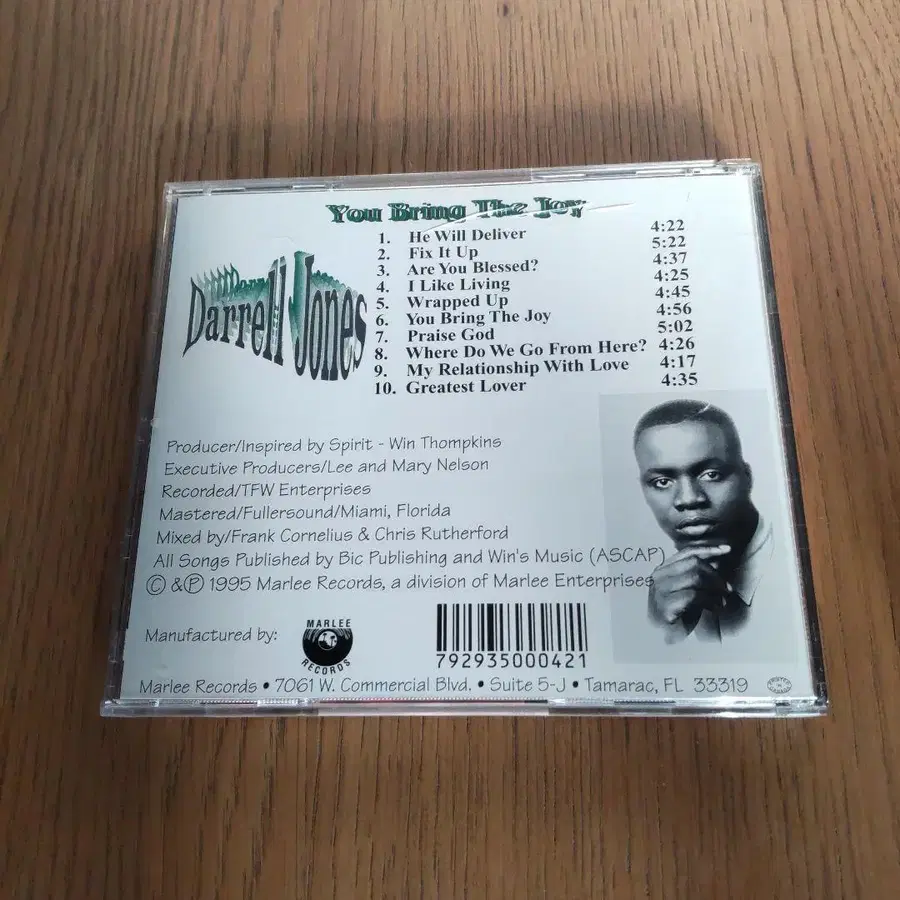 You Bring The Joy
Darrell Jones
1. He Will Deliver 4:22
2. Fix It Up 5:22
3. Are You Blessed? 4:37
4. I Like Living 4:25
5. Wrapped Up 4:45
6. You Bring The Joy 4:56
7. Praise God 5:02
8. Where Do We Go From Here? 4:26
9. My Relationship With Love 4:17
10. Greatest Lover 4:35
Producer/Inspired by Spirit - Win Thompkins
Executive Producers/Lee and Mary Nelson
Recorded/TFW Enterprises
Mastered/Fullersound/Miami, Florida
Mixed by/Frank Cornelius & Chris Rutherford
All Songs Published by Bic Publishing and Win's Music (ASCAP)
© & ℗ 1995 Marlee Records, a division of Marlee Enterprises
Manufactured by:
MARLEE
RECORDS
792935000421
Marlee Records • 7061 W. Commercial Blvd. • Suite 5-J • Tamarac, FL 33319